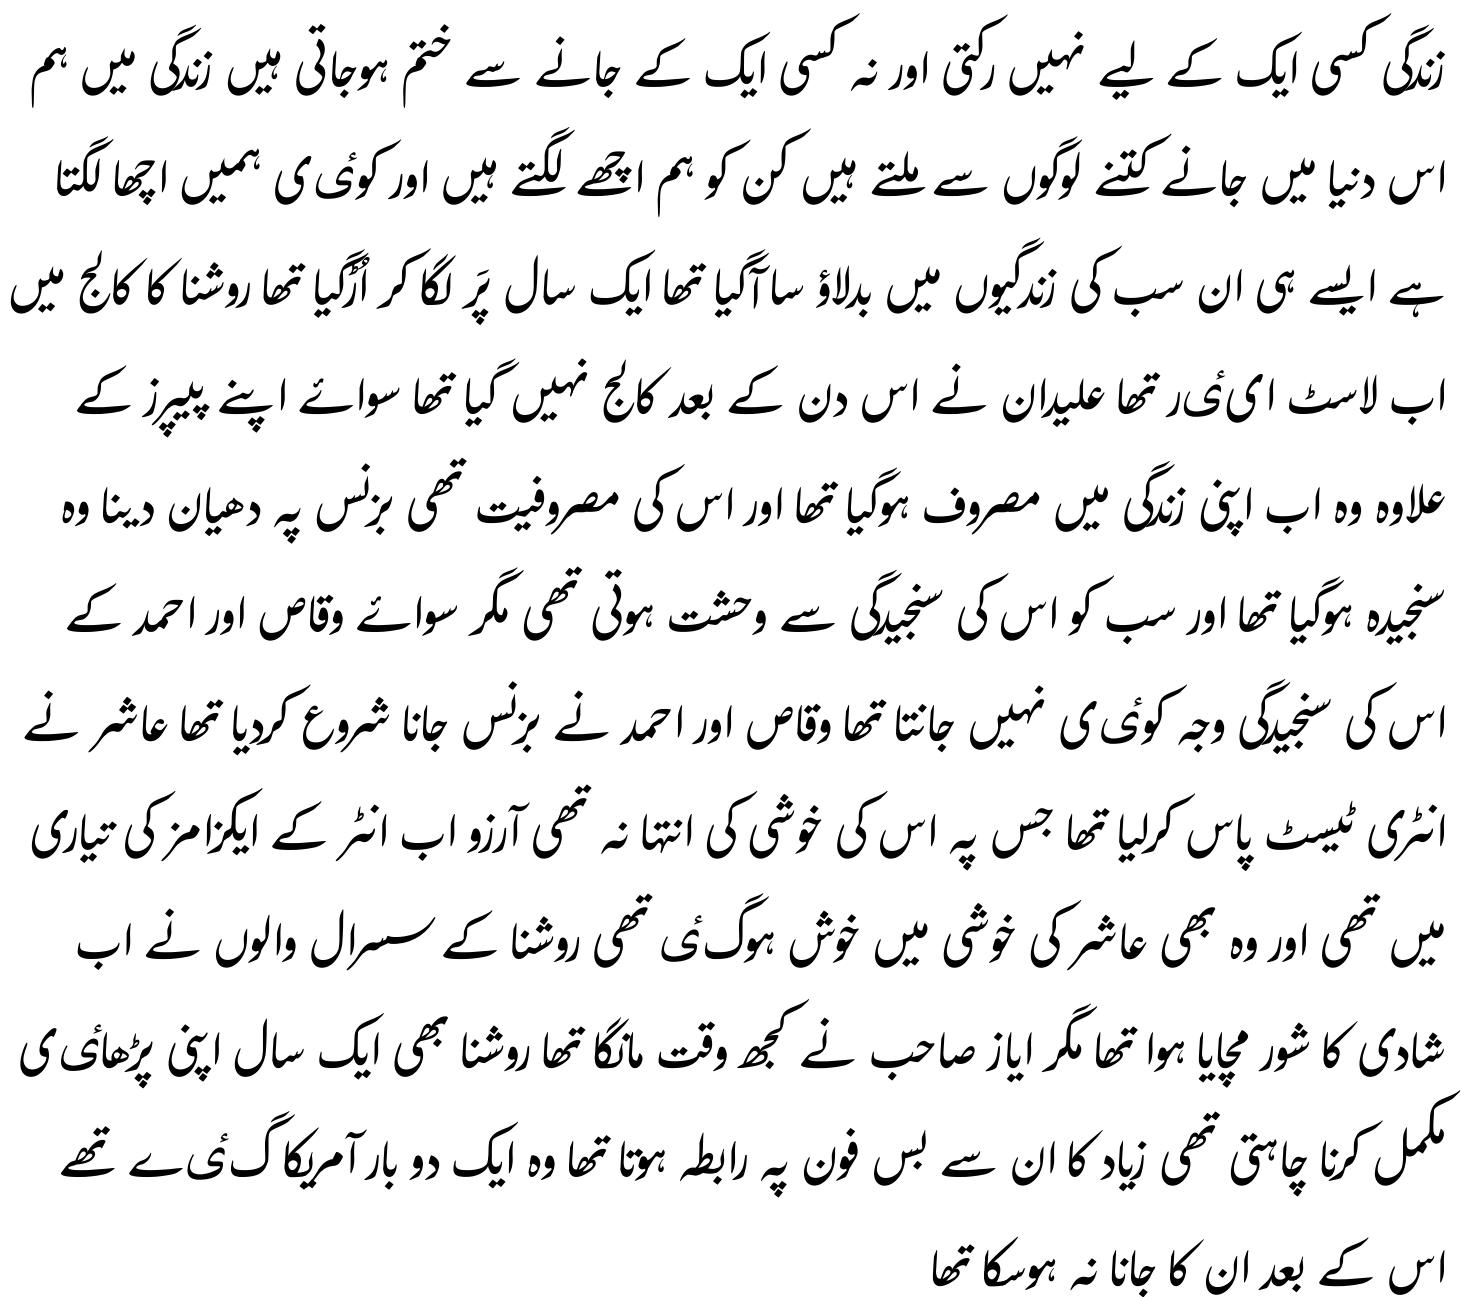 زندگی کسی ایک کے لیے نہیں رکتی اور نہ کسی ایک کے جانے سے ختم ہوجاتی ہیں زندگی میں ہم
اس دنیا میں جانے کتنے لوگوں سے ملتے ہیں کن کو ہم اچھے لگتے ہیں اور کوئی ی ہمیں اچھا لگتا
ہے ایسے ہی ان سب کی زندگیوں میں بدلاؤ سا آگیا تھا ایک سال پَر لگا کر اُڑگیا تھا روشنا کا کالج میں
اب لاسٹ ای ئی ر تھا علیدان نے اس دن کے بعد کالج نہیں گیا تھا سوائے اپنے پیپرز کے
علاوہ وہ اب اپنی زندگی میں مصروف ہوگیا تھا اور اس کی مصروفیت تھی بزنس پہ دھیان دینا وہ
سنجیدہ ہوگیا تھا اور سب کو اس کی سنجیدگی سے وحشت ہوتی تھی مگر سوائے وقاص اور احمد کے
اس کی سنجیدگی وجہ کوئی ی نہیں جانتا تھا وقاص اور احمد نے بزنس جانا شروع کردیا تھا عاشر نے
انٹری ٹیسٹ پاس کرلیا تھا جس پہ اس کی خوشی کی انتہا نہ تھی آرزو اب انٹر کے ایکزامز کی تیاری
میں تھی اور وہ بھی عاشر کی خوشی میں خوش ہوگ ئی تھی روشنا کے سسرال والوں نے اب
شادی کا شور مچایا ہوا تھا مگر ایاز صاحب نے کچھ وقت مانگا تھا روشنا بھی ایک سال اپنی پڑھائی ی
مکمل کرنا چاہتی تھی زیاد کا ان سے بس فون پہ رابطہ ہوتا تھا وہ ایک دو بار آمریکا گ ئی ے تھے
اس کے بعد ان کا جانا نہ ہوسکا تھا